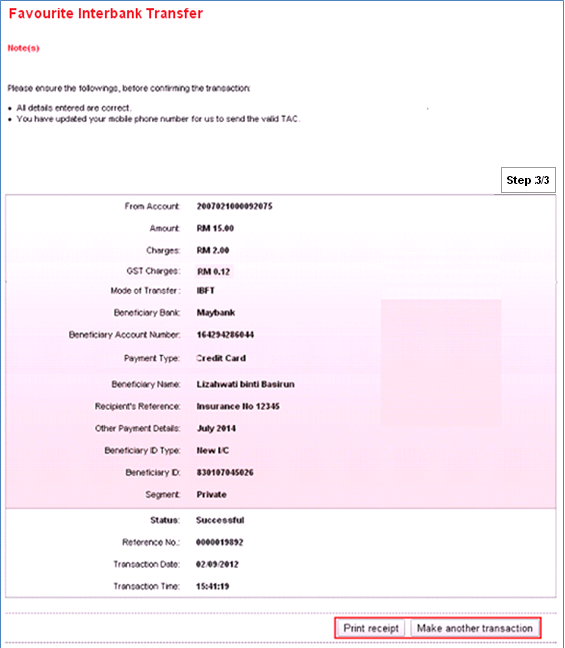 Favourite Interbank Transfer
Note(s)
Please ensure the followings, before confirming the transaction:
• All details entered are correct.
• You have updated your mobile phone number for us to send the valid TAC.
Step 3/3
From Account: 2007021000092075
Amount: RM 15.00
Charges: RM 2.00
GST Charges: RM 0.12
Mode of Transfer: IBFT
Beneficiary Bank: Maybank
Beneficiary Account Number: 164294286044
Payment Type: Credit Card
Beneficiary Name: Lizahwati binti Basirun
Recipient's Reference: Insurance No 12345
Other Payment Details: July 2014
Beneficiary ID Type: New I/C
Beneficiary ID: 830107045026
Segment: Private
Status: Successful
Reference No.: 0000019892
Transaction Date: 02/09/2012
Transaction Time: 15:41:19
Print receipt Make another transaction